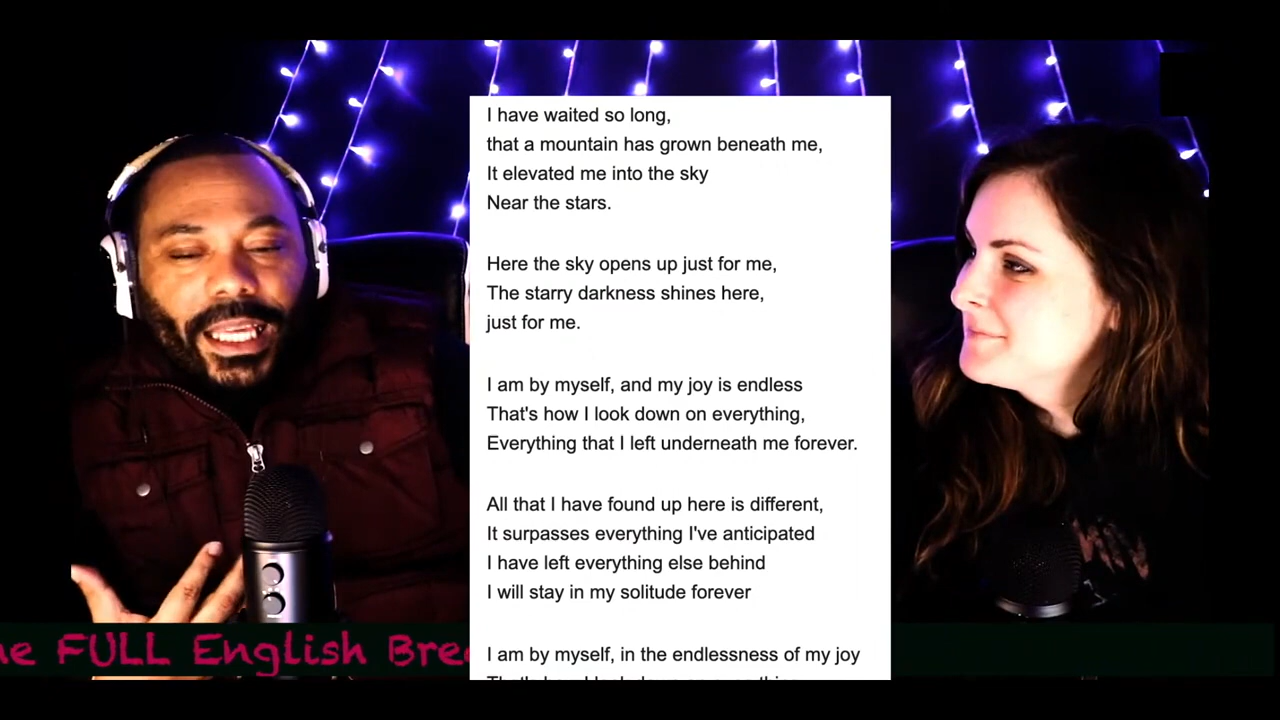 I have waited so long,
that a mountain has grown beneath me,
It elevated me into the sky
Near the stars.
Here the sky opens up just for me,
The starry darkness shines here,
just for me.
I am by myself, and my joy is endless
That's how I look down on everything,
Everything that I left underneath me forever.
All that I have found up here is different,
It surpasses everything I've anticipated
I have left everything else behind
I will stay in my solitude forever
I am by myself, in the endlessness of my joy
FULL English